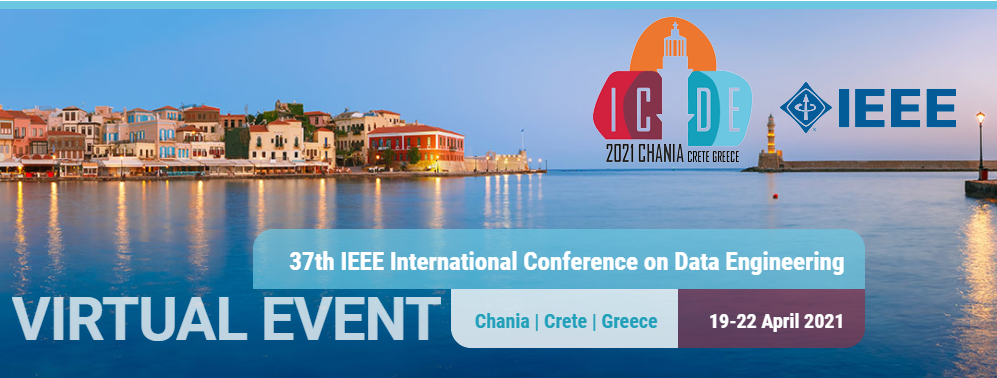 ICDE
2021 CHANIA CRETE GREECE
IEEE
37th IEEE International Conference on Data Engineering
VIRTUAL EVENT
Chania | Crete | Greece
19-22 April 2021